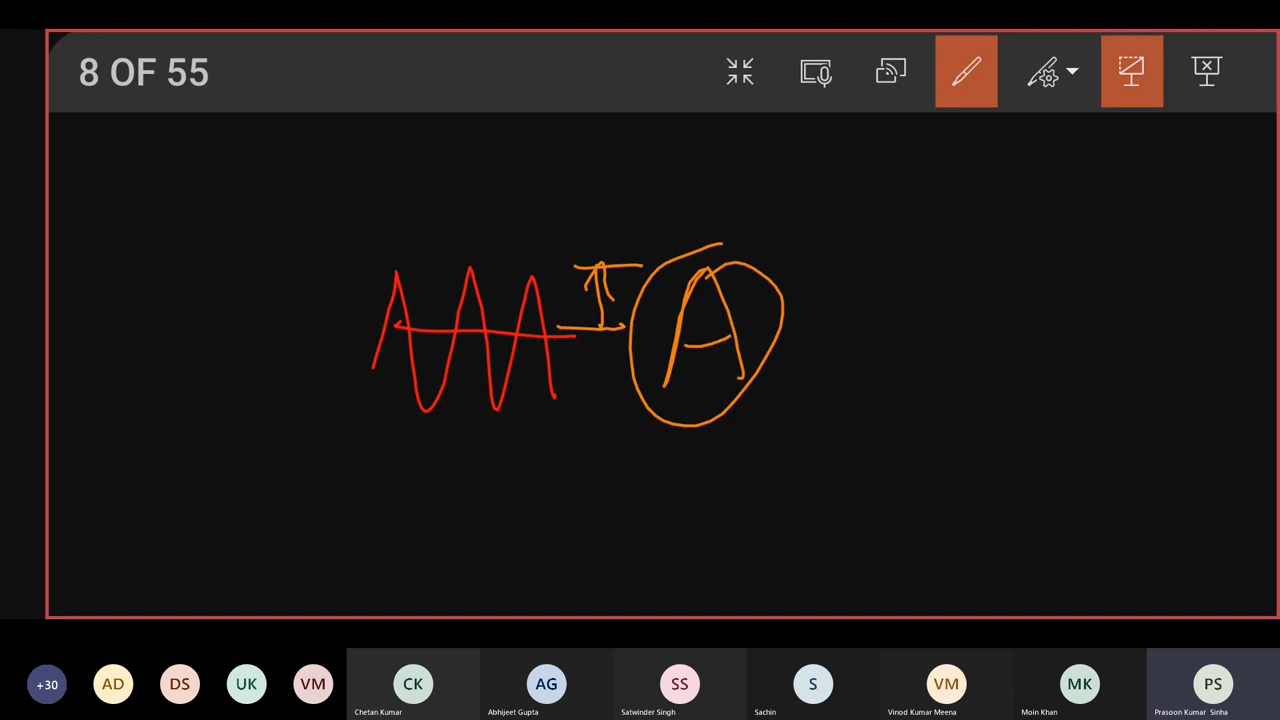 8 OF 55
A
+30 AD DS UK VM CK AG SS S VM MK PS
Chetan Kumar Abhijeet Gupta Satwinder Singh Sachin Vinod Kumar Meena Moin Khan Prasoon Kumar Sinha